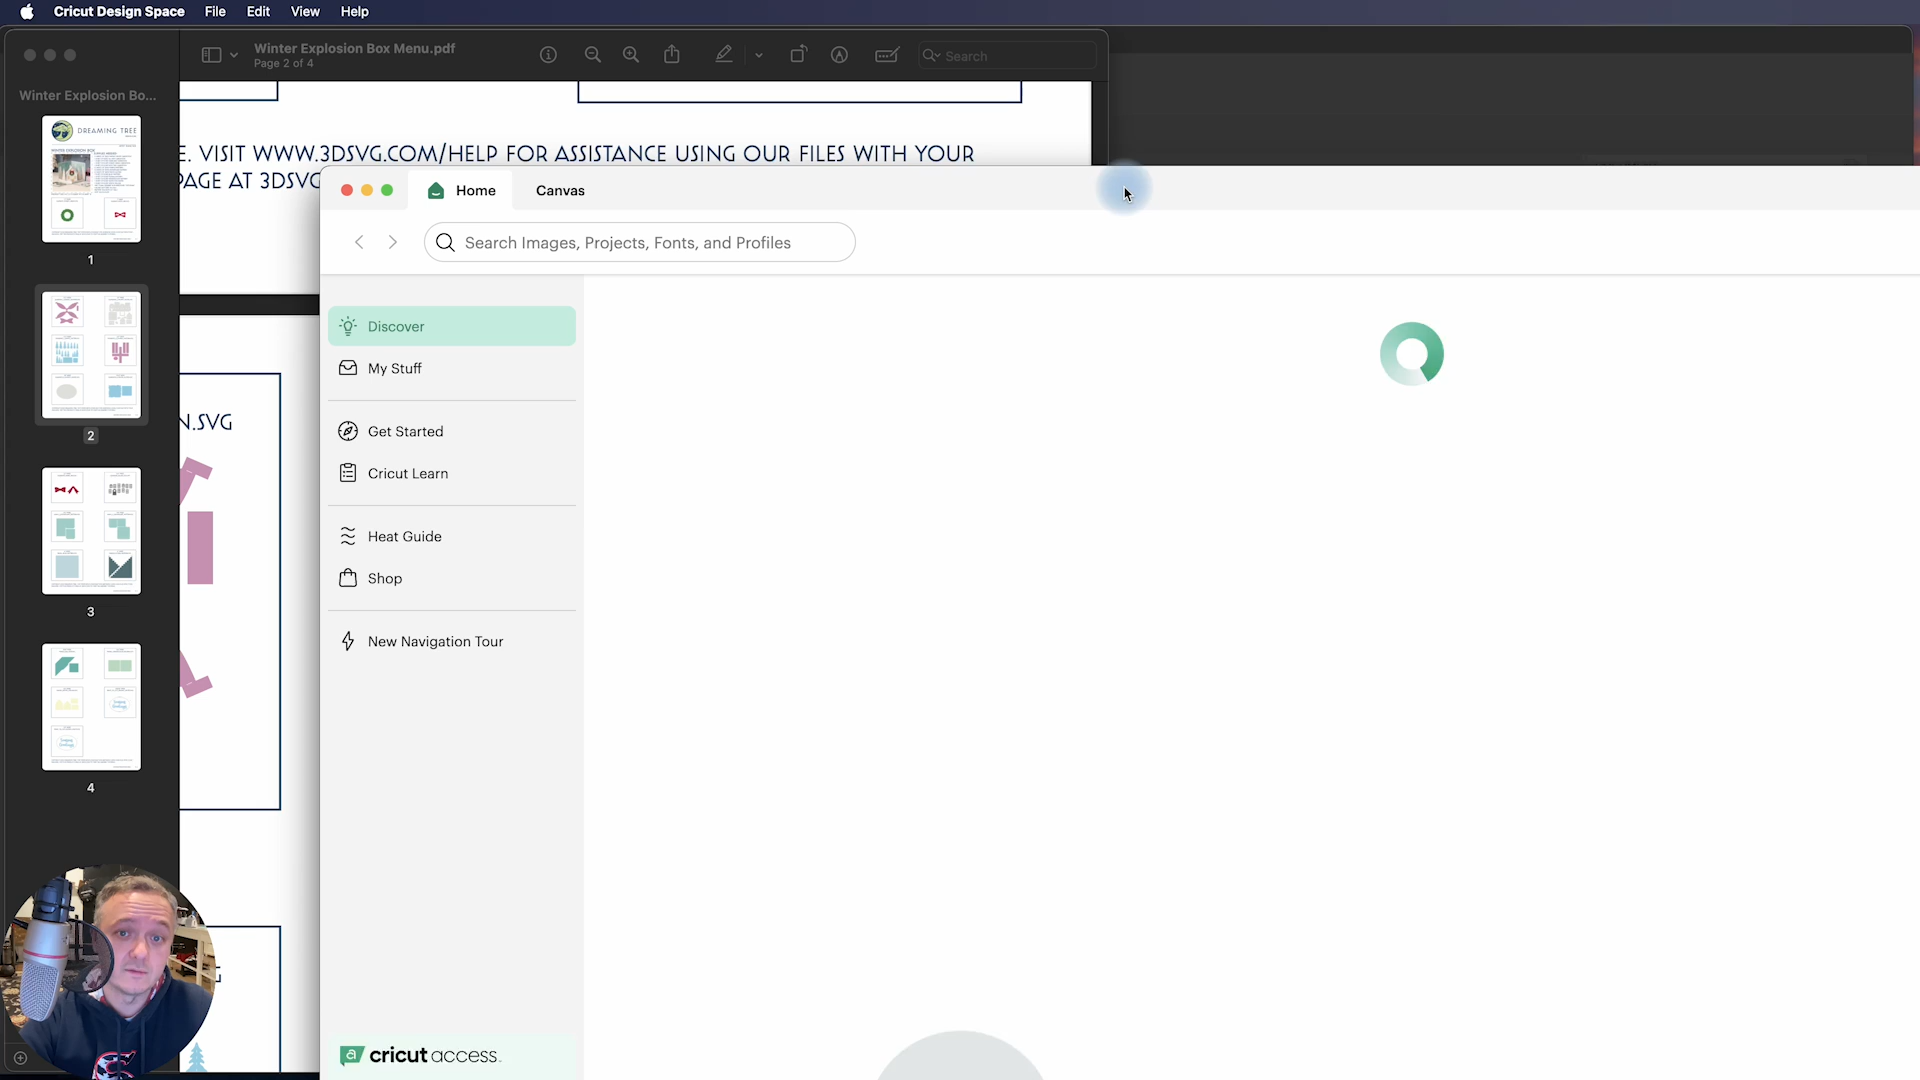 Cricut Design Space File Edit View Help
Winter Explosion Box Menu.pdf
Page 2 of 4
Search
Winter Explosion Bo...
DREAMING TREE
1
2
3
4
E. VISIT WWW.3DSVG.COM/HELP FOR ASSISTANCE USING OUR FILES WITH YOUR
PAGE AT 3DSVG
N.SVG
Home
Canvas
Search Images, Projects, Fonts, and Profiles
Discover
My Stuff
Get Started
Cricut Learn
Heat Guide
Shop
New Navigation Tour
a cricut access